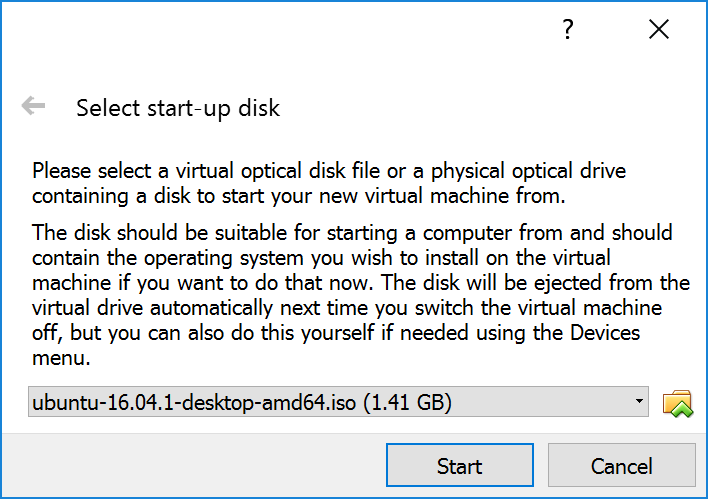 ?
Select start-up disk
Please select a virtual optical disk file or a physical optical drive
containing a disk to start your new virtual machine from.
The disk should be suitable for starting a computer from and should
contain the operating system you wish to install on the virtual
machine if you want to do that now. The disk will be ejected from the
virtual drive automatically next time you switch the virtual machine
off, but you can also do this yourself if needed using the Devices
menu.
ubuntu-16.04.1-desktop-amd64.iso (1.41 GB)
Start Cancel